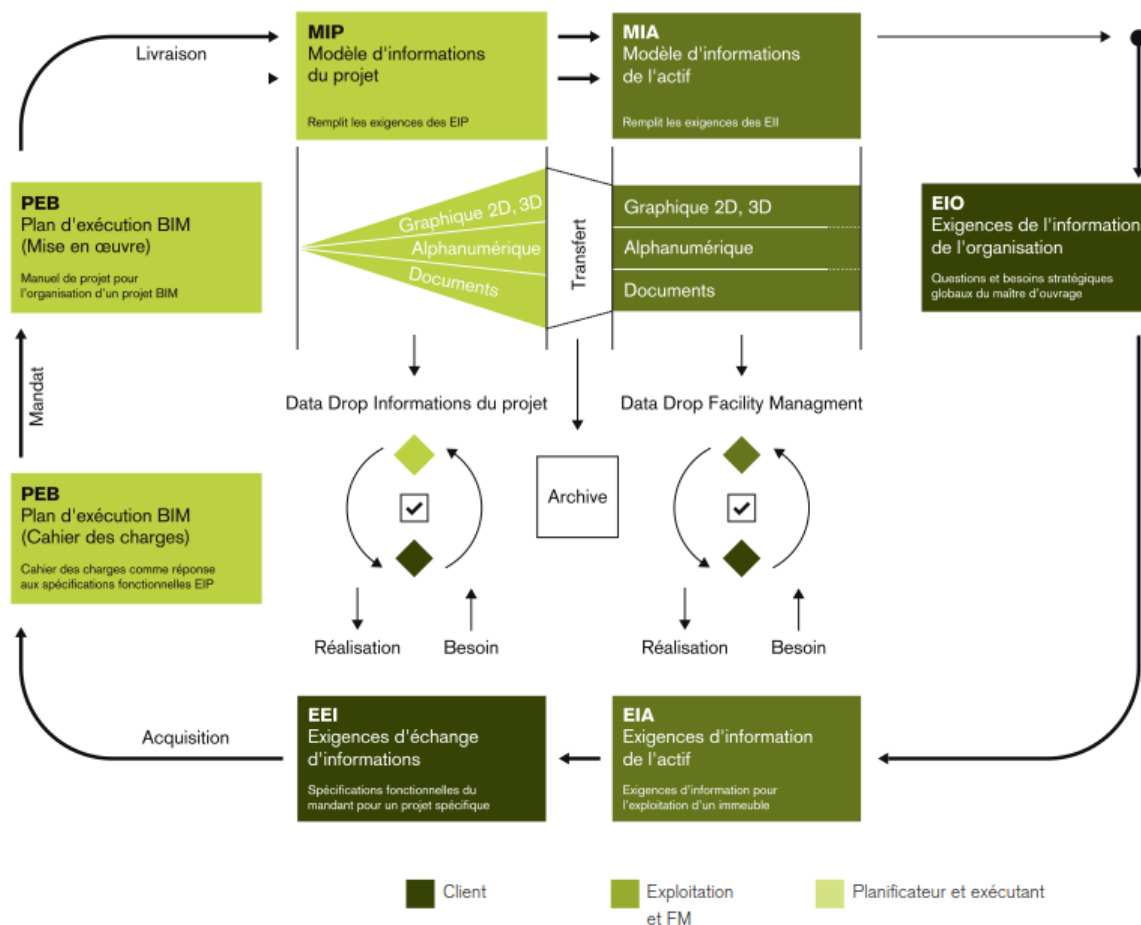 Livraison
MIP
Modèle d'informations
du projet
Remplit les exigences des EIP
MIA
Modèle d'informations
de l'actif
Remplit les exigences des EII
PEB
Plan d'exécution BIM
(Mise en œuvre)
Manuel de projet pour
l'organisation d'un projet BIM
Graphique 2D, 3D
Alphanumérique
Documents
Transfert
Graphique 2D, 3D
Alphanumérique
Documents
EIO
Exigences de l'information
de l'organisation
Questions et besoins stratégiques
globaux du maître d'ouvrage
Mandat
Data Drop Informations du projet
Data Drop Facility Managment
Archive
PEB
Plan d'exécution BIM
(Cahier des charges)
Cahier des charges comme réponse
aux spécifications fonctionnelles EIP
Réalisation
Besoin
Réalisation
Besoin
Acquisition
EEI
Exigences d'échange
d'informations
Spécifications fonctionnelles du
mandant pour un projet spécifique
EIA
Exigences d'information
de l'actif
Exigences d'information pour
l'exploitation d'un immeuble
Client
Exploitation
et FM
Planificateur et exécutant